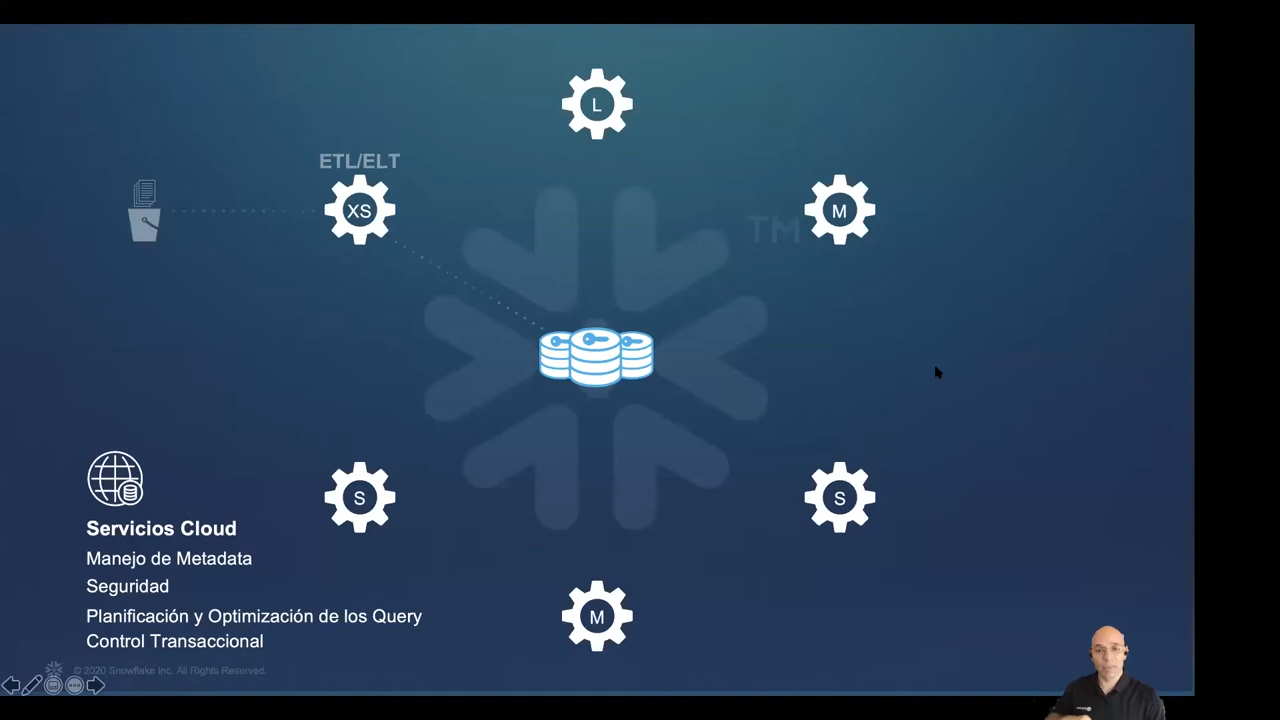 L
ETL/ELT
XS
M
TM
S
S
Servicios Cloud
Manejo de Metadata
Seguridad
Planificación y Optimización de los Query
Control Transaccional
M
© 2020 Snowflake Inc. All Rights Reserved.